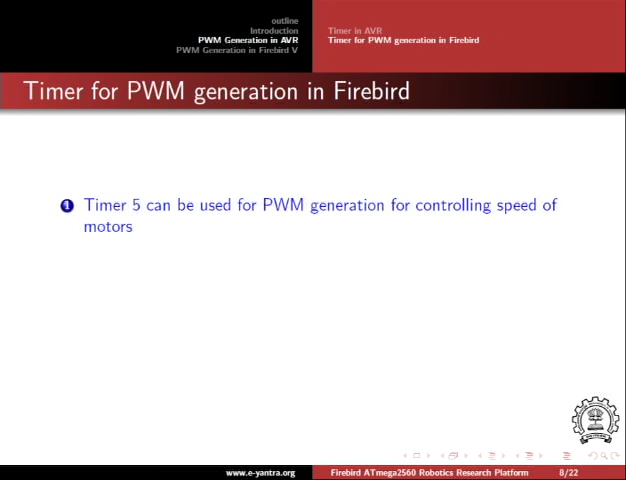 outline
Introduction
PWM Generation in AVR
PWM Generation in Firebird V
Timer in AVR
Timer for PWM generation in Firebird
Timer for PWM generation in Firebird
1 Timer 5 can be used for PWM generation for controlling speed of
motors
www.e-yantra.org
Firebird ATmega2560 Robotics Research Platform
8/22